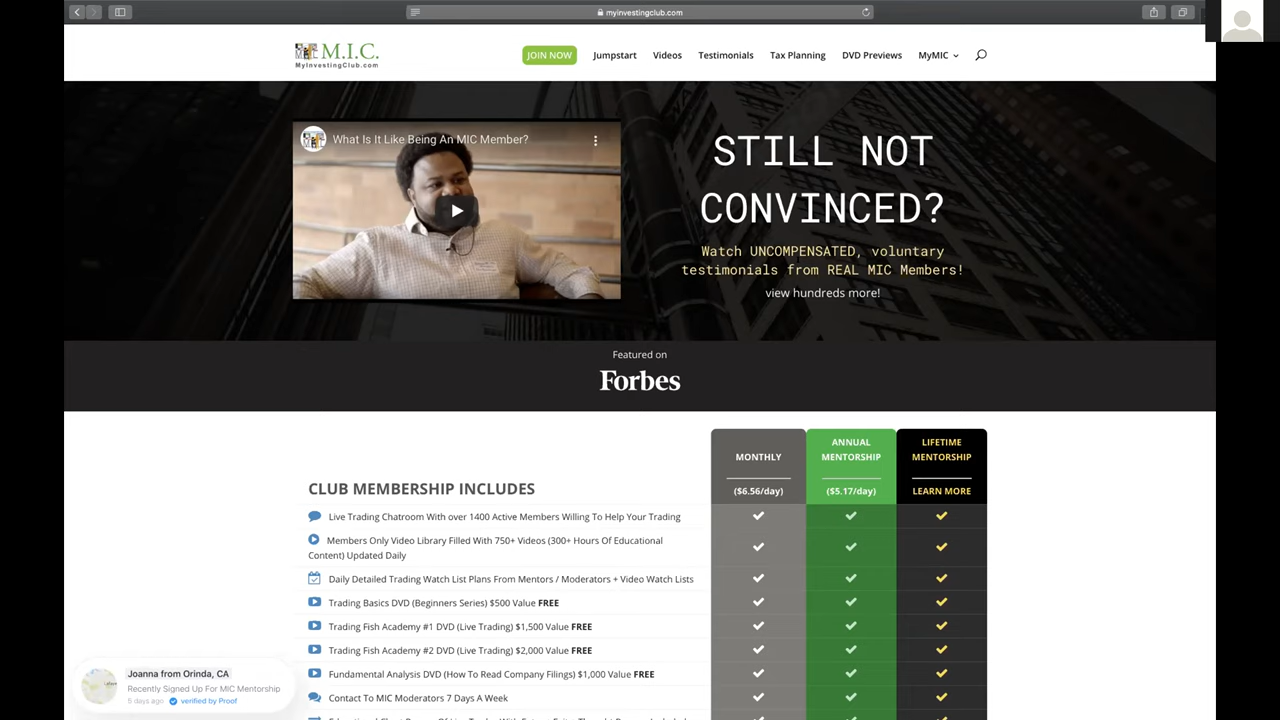 myinvestingclub.com
M.I.C.
MyInvestingClub.com
JOIN NOW
Jumpstart
Videos
Testimonials
Tax Planning
DVD Previews
MyMIC
What Is It Like Being An MIC Member?
STILL NOT
CONVINCED?
Watch UNCOMPENSATED, voluntary
testimonials from REAL MIC Members!
view hundreds more!
Featured on
Forbes
MONTHLY
($6.56/day)
ANNUAL
MENTORSHIP
($5.17/day)
LIFETIME
MENTORSHIP
LEARN MORE
CLUB MEMBERSHIP INCLUDES
Live Trading Chatroom With over 1400 Active Members Willing To Help Your Trading
Members Only Video Library Filled With 750+ Videos (300+ Hours Of Educational
Content) Updated Daily
Daily Detailed Trading Watch List Plans From Mentors / Moderators + Video Watch Lists
Trading Basics DVD (Beginners Series) $500 Value FREE
Trading Fish Academy #1 DVD (Live Trading) $1,500 Value FREE
Trading Fish Academy #2 DVD (Live Trading) $2,000 Value FREE
Fundamental Analysis DVD (How To Read Company Filings) $1,000 Value FREE
Contact To MIC Moderators 7 Days A Week
Joanna from Orinda, CA
Recently Signed Up For MIC Mentorship
5 days ago verified by Proof